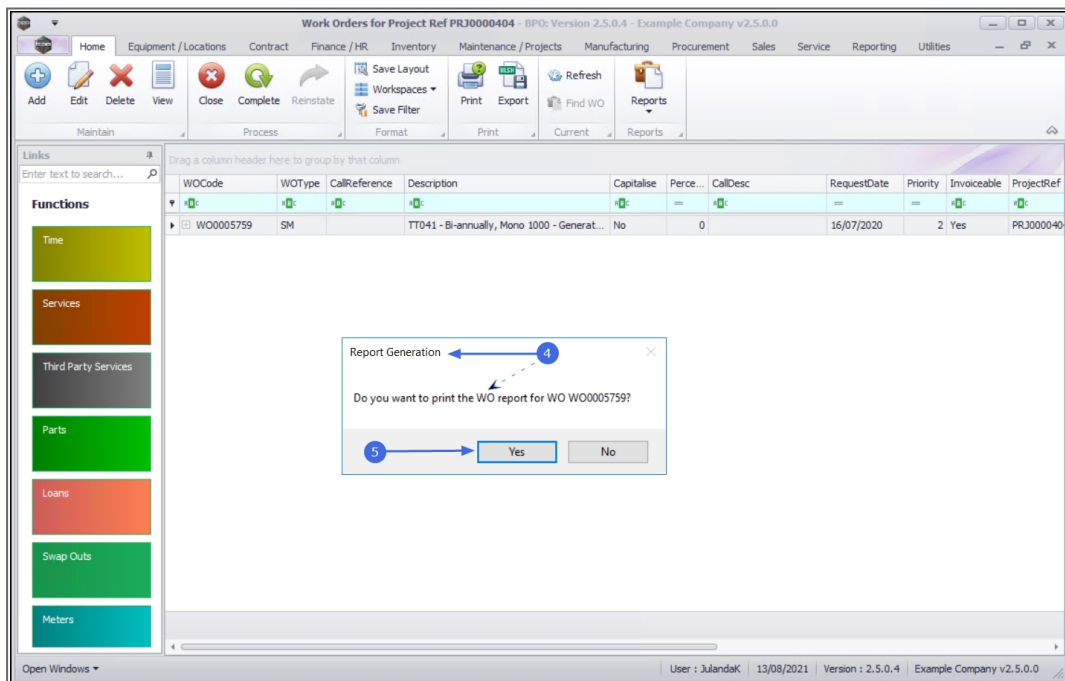 Work Orders for Project Ref PRJ0000404 - BPO: Version 2.5.0.4 - Example Company v2.5.0.0
Home Equipment / Locations Contract Finance / HR Inventory Maintenance / Projects Manufacturing Procurement Sales Service Reporting Utilities
Save Layout
Workspaces
Save Filter
Refresh
Find WO
Add Edit Delete View Close Complete Reinstate Print Export Reports
Maintain Process Format Print Current Reports
Links
Drag a column header here to group by that column
Enter text to search...
WOCode WOType CallReference Description Capitalise Perce... CallDesc RequestDate Priority Invoiceable ProjectRef
Functions
WO0005759 SM TT041 - Bi-annually, Mono 1000 - Generat... No 0 16/07/2020 2 Yes PRJ000040
Time
Services
Third Party Services
Parts
Loans
Swap Outs
Meters
Report Generation 4
Do you want to print the WO report for WO WO0005759?
5 Yes No
Open Windows User : JulandaK 13/08/2021 Version : 2.5.0.4 Example Company v2.5.0.0